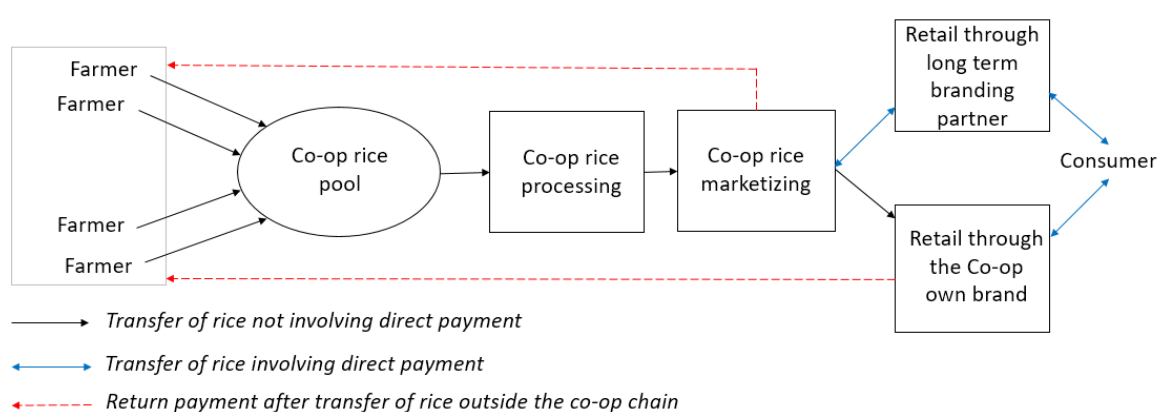 Farmer
Farmer
Farmer
Farmer
Co-op rice
pool
Co-op rice
processing
Co-op rice
marketizing
Retail through
long term
branding
partner
Consumer
Retail through
the Co-op
own brand
Transfer of rice not involving direct payment
Transfer of rice involving direct payment
Return payment after transfer of rice outside the co-op chain